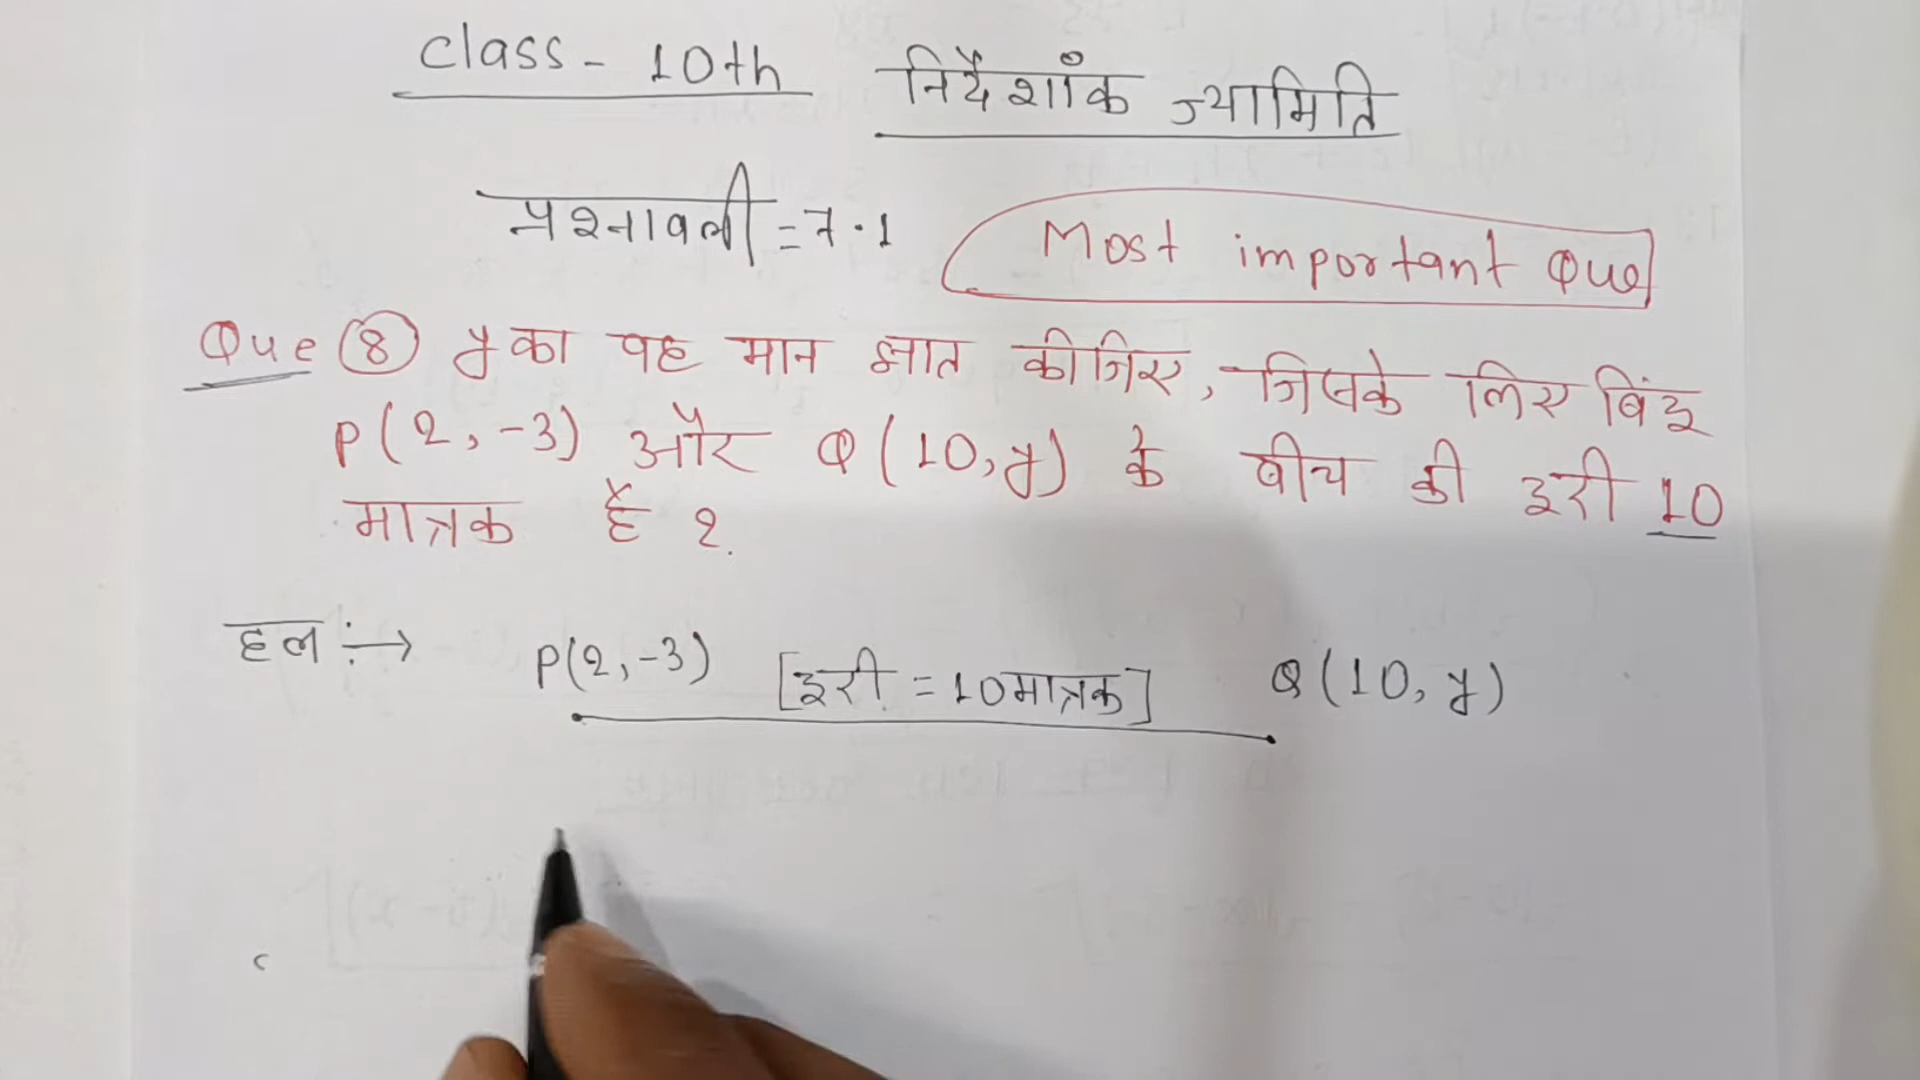 Class - 10th निर्देशांक ज्यामिति
प्रश्नावली = 7.1 Most important Que
Que 8 y का वह मान ज्ञात कीजिए, जिसके लिए बिंदु
P(2, -3) और Q(10, y) के बीच की दूरी 10
मात्रक है ?.
हल :→ P(2, -3) [दूरी = 10मात्रक] Q(10, y)